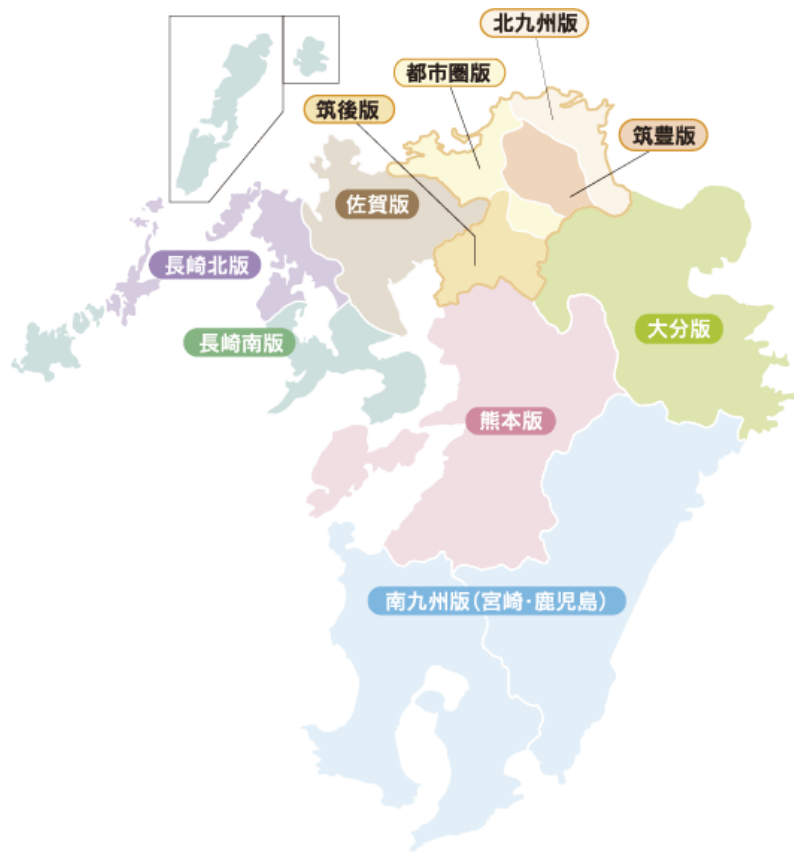 北九州版
都市圏版
筑後版
筑豊版
佐賀版
長崎北版
大分版
長崎南版
熊本版
南九州版(宮崎・鹿児島)